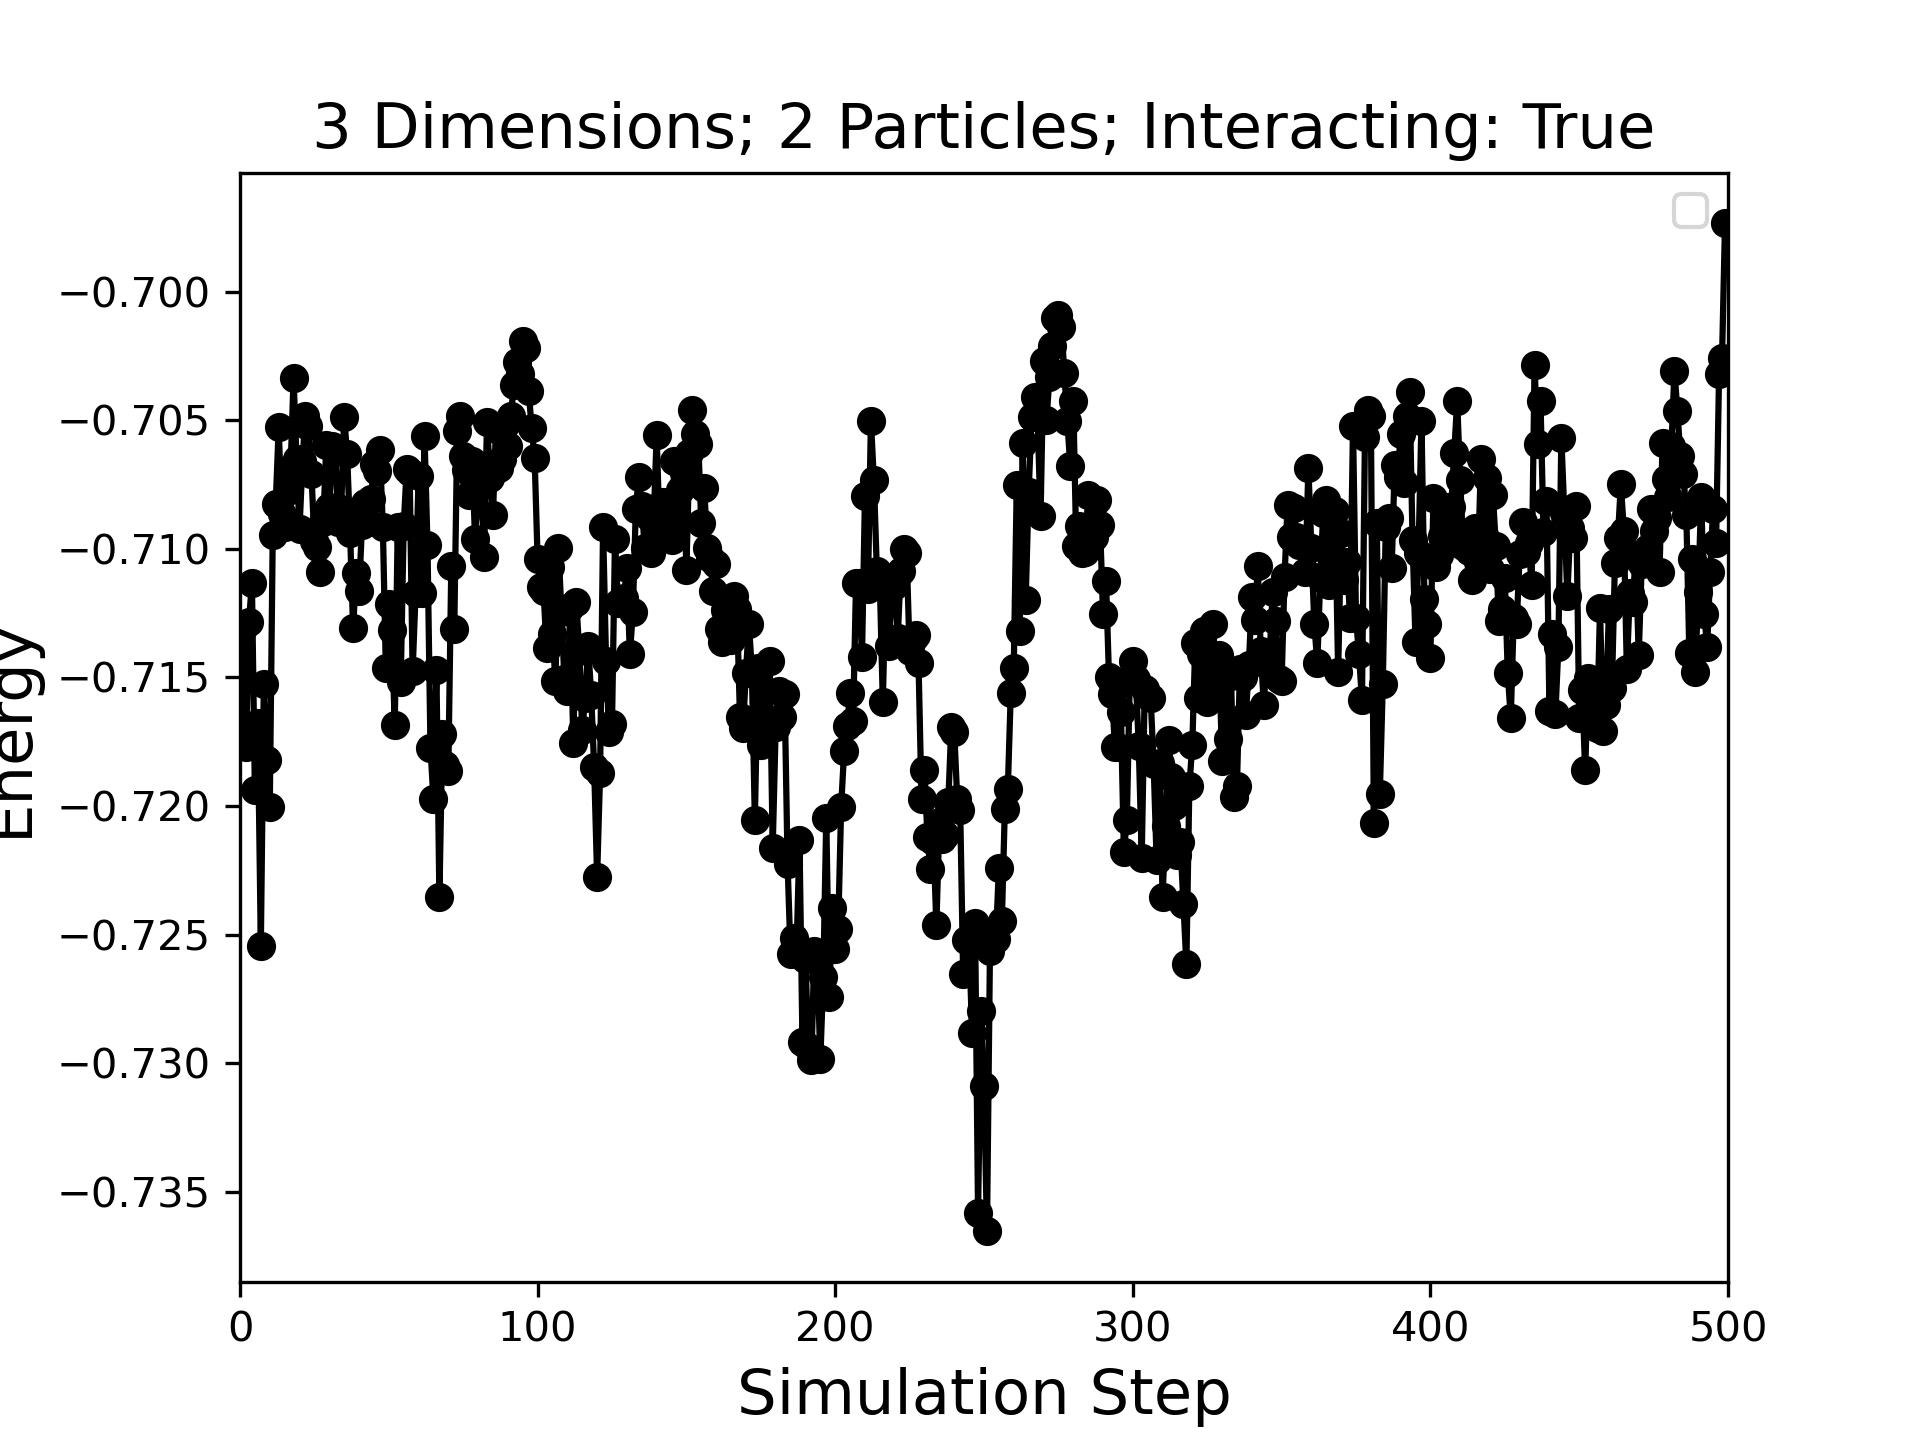 3 Dimensions; 2 Particles; Interacting: True
Energy
−0.700
−0.705
−0.710
−0.715
−0.720
−0.725
−0.730
−0.735
0 100 200 300 400 500
Simulation Step